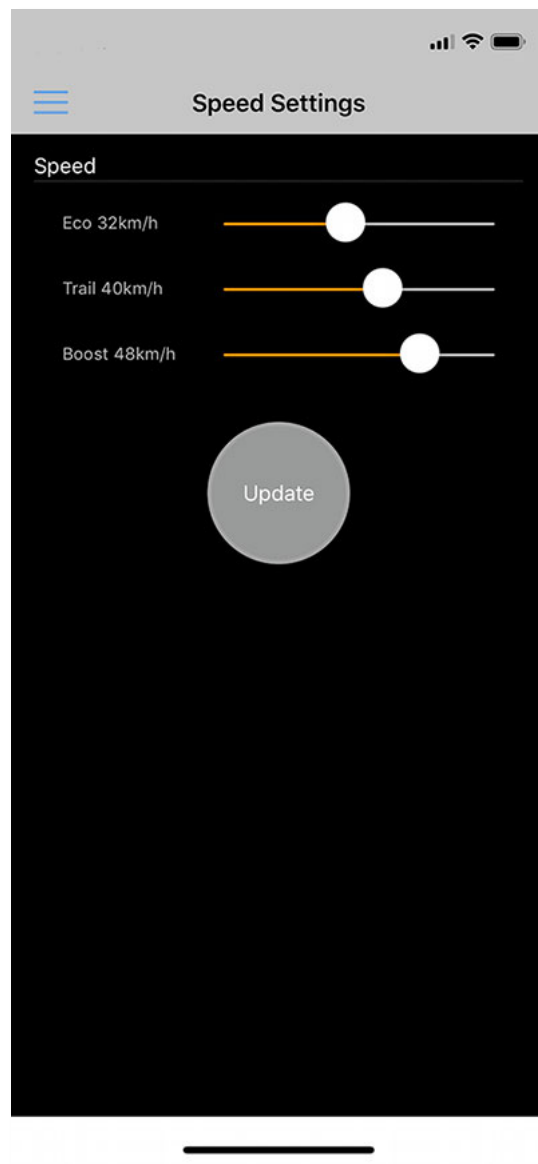 Speed Settings
Speed
Eco 32km/h
Trail 40km/h
Boost 48km/h
Update